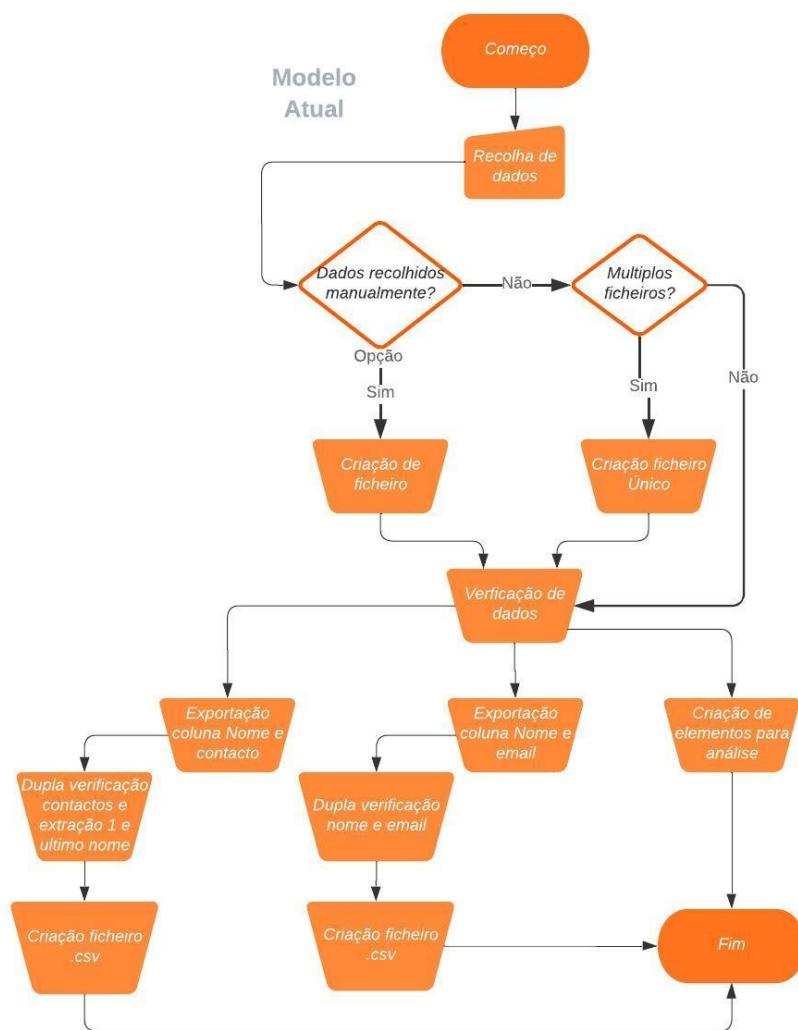 Começo
Modelo
Atual
Recolha de
dados
Dados recolhidos
manualmente?
Não
Multiplos
ficheiros?
Opção
Sim
Sim
Não
Criação de
ficheiro
Criação ficheiro
Único
Verficação de
dados
Exportação
coluna Nome e
contacto
Exportação
coluna Nome e
email
Criação de
elementos para
análise
Dupla verificação
contactos e
extração 1 e
ultimo nome
Dupla verificação
nome e email
Criação ficheiro
.csv
Criação ficheiro
.csv
Fim